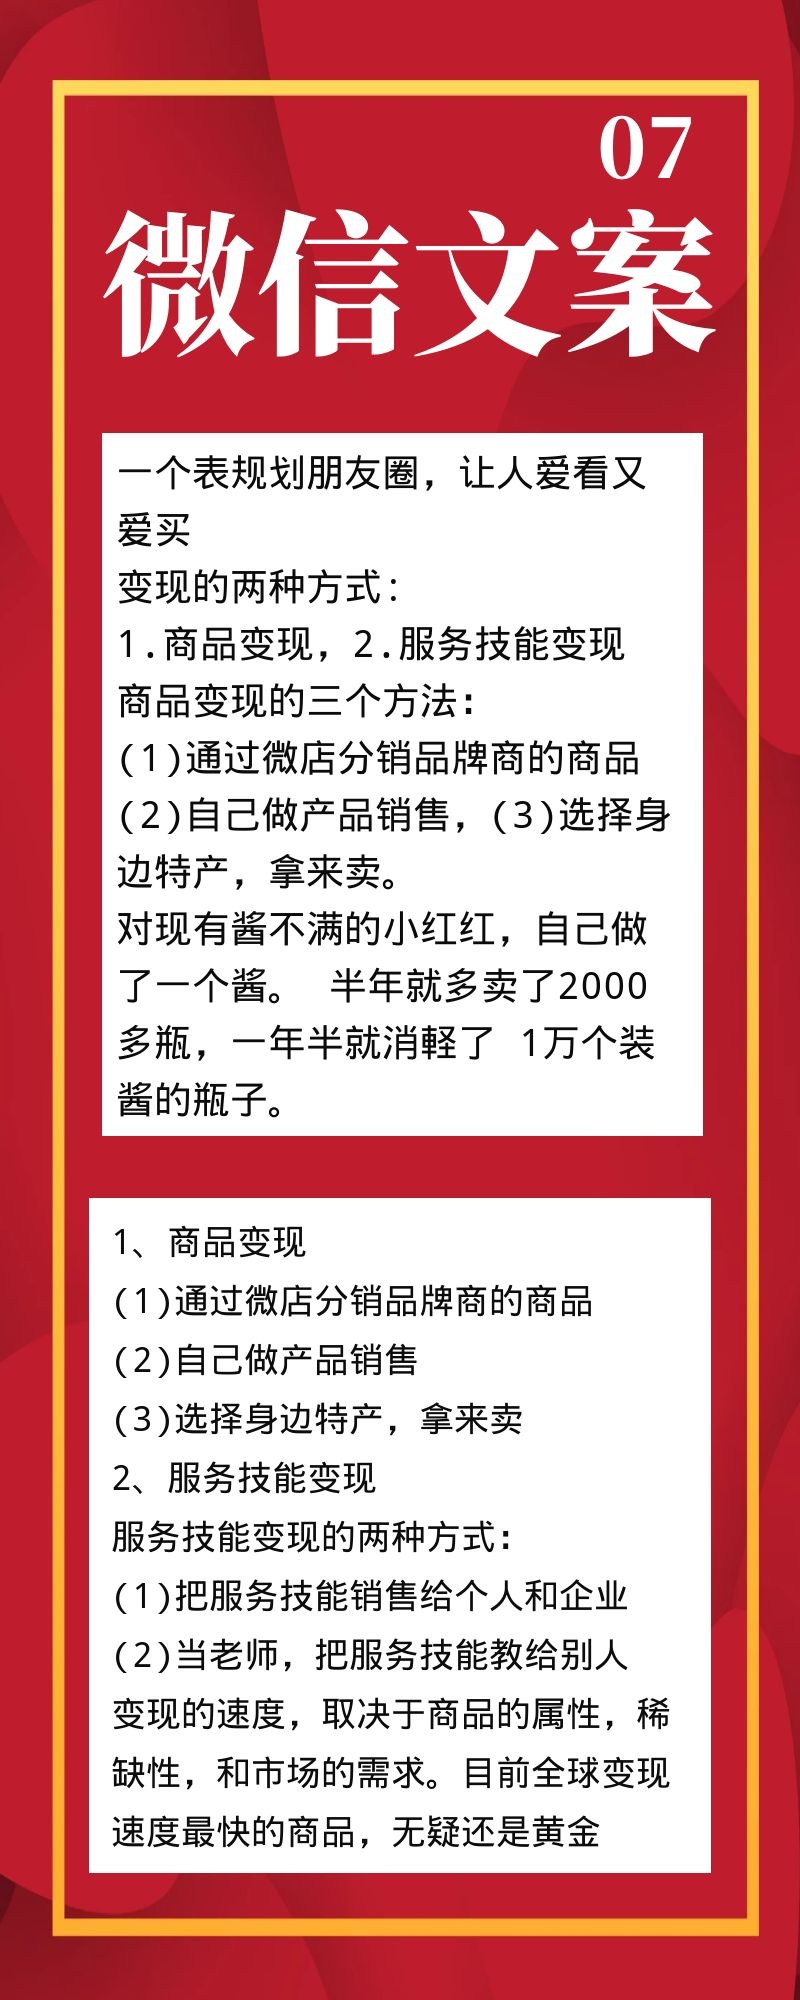 07
微信文案
一个表规划朋友圈，让人爱看又
爱买
变现的两种方式：
1.商品变现，2.服务技能变现
商品变现的三个方法：
(1)通过微店分销品牌商的商品
(2)自己做产品销售，(3)选择身
边特产，拿来卖。
对现有酱不满的小红红，自己做
了一个酱。 半年就多卖了2000
多瓶，一年半就消軽了 1万个装
酱的瓶子。
1、商品变现
(1)通过微店分销品牌商的商品
(2)自己做产品销售
(3)选择身边特产，拿来卖
2、服务技能变现
服务技能变现的两种方式：
(1)把服务技能销售给个人和企业
(2)当老师，把服务技能教给别人
变现的速度，取决于商品的属性，稀
缺性，和市场的需求。目前全球变现
速度最快的商品，无疑还是黄金